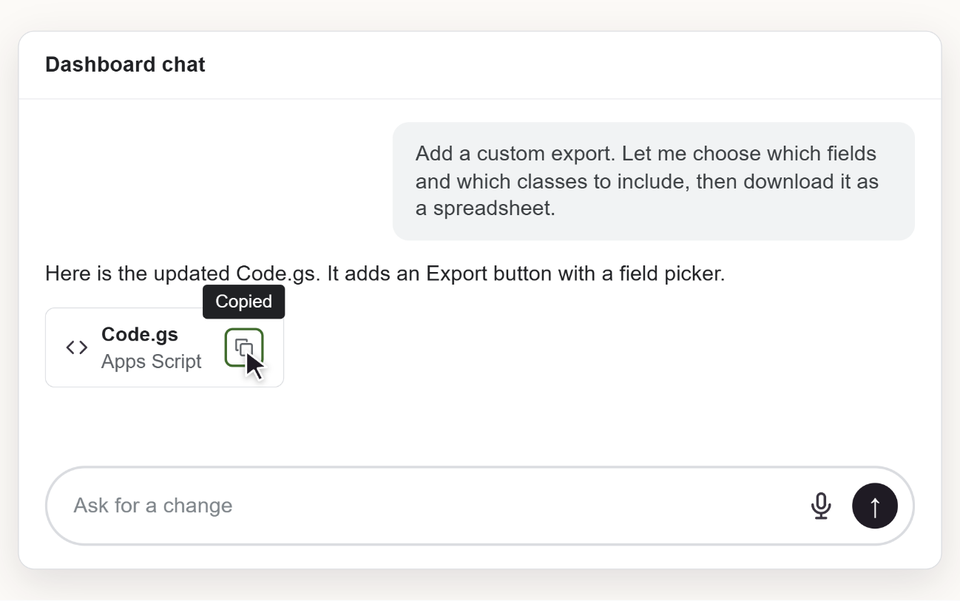 Dashboard chat
Add a custom export. Let me choose which fields
and which classes to include, then download it as
a spreadsheet.
Here is the updated Code.gs. It adds an Export button with a field picker.
Copied
Code.gs
Apps Script
Ask for a change